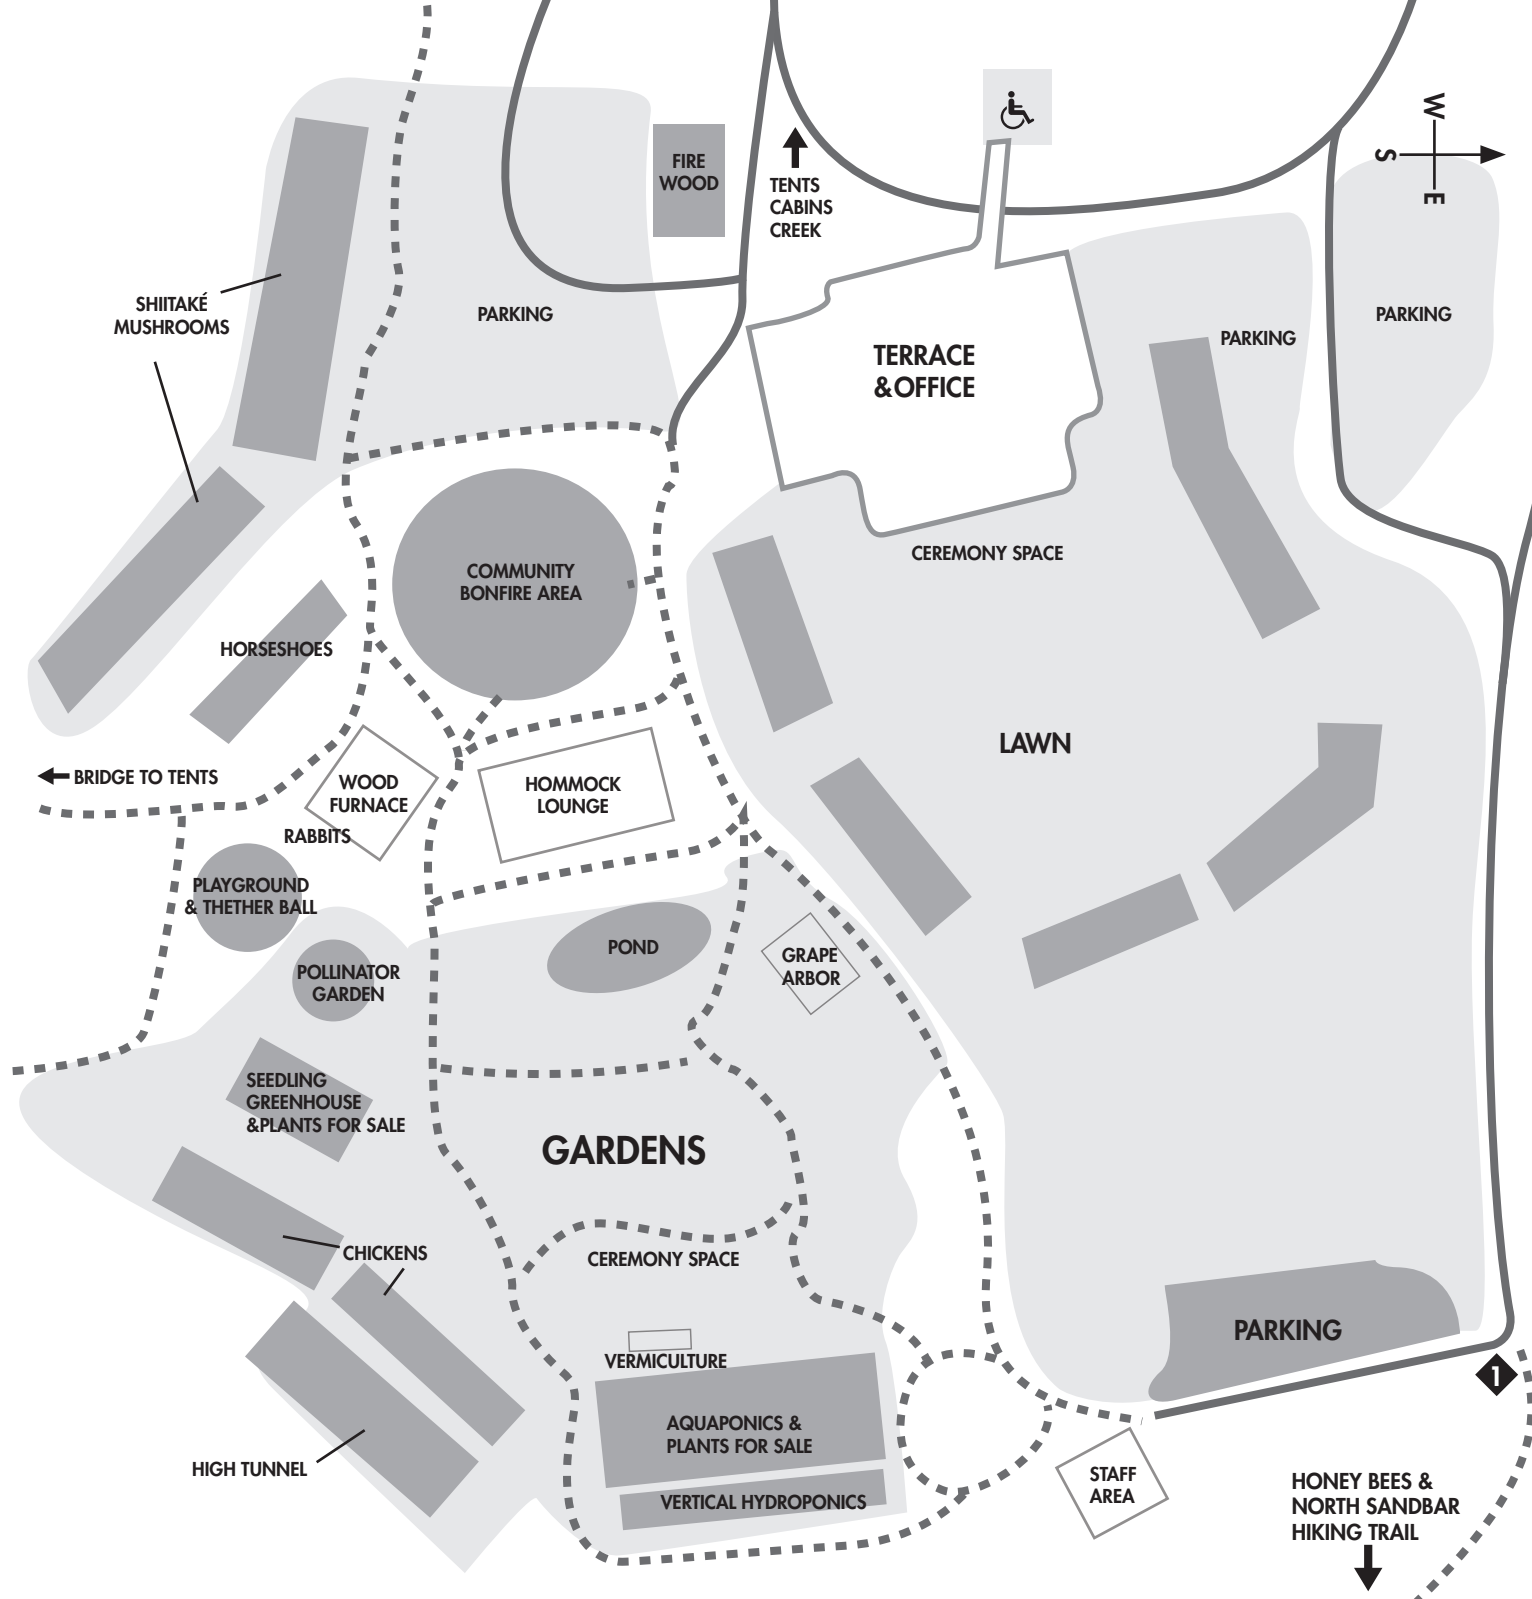 W
S
E
FIRE
WOOD
TENTS
CABINS
CREEK
SHIITAKÉ
MUSHROOMS
PARKING
PARKING
PARKING
TERRACE
&OFFICE
CEREMONY SPACE
COMMUNITY
BONFIRE AREA
HORSESHOES
LAWN
BRIDGE TO TENTS
WOOD
FURNACE
HOMMOCK
LOUNGE
RABBITS
PLAYGROUND
& THETHER BALL
POND
GRAPE
ARBOR
POLLINATOR
GARDEN
SEEDLING
GREENHOUSE
&PLANTS FOR SALE
GARDENS
CHICKENS
CEREMONY SPACE
PARKING
VERMICULTURE
1
AQUAPONICS &
PLANTS FOR SALE
HIGH TUNNEL
VERTICAL HYDROPONICS
STAFF
AREA
HONEY BEES &
NORTH SANDBAR
HIKING TRAIL